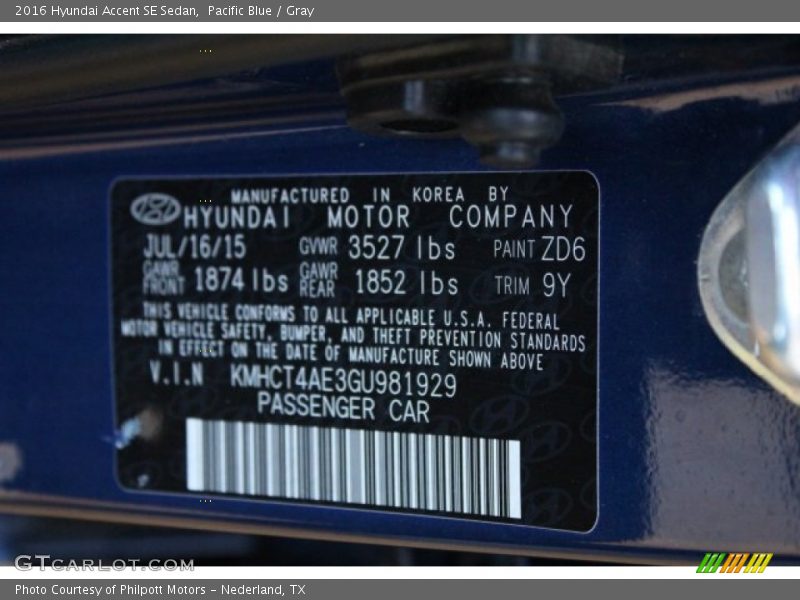 2016 Hyundai Accent SE Sedan,  Pacific Blue / Gray
MANUFACTURED IN KOREA BY
HYUNDAI MOTOR COMPANY
JUL/16/15 GVWR 3527 lbs PAINT ZD6
GAWR FRONT 1874 lbs GAWR REAR 1852 lbs TRIM 9Y
THIS VEHICLE CONFORMS TO ALL APPLICABLE U.S.A. FEDERAL
MOTOR VEHICLE SAFETY, BUMPER, AND THEFT PREVENTION STANDARDS
IN EFFECT ON THE DATE OF MANUFACTURE SHOWN ABOVE
V.I.N KMHCT4AE3GU981929
PASSENGER CAR
GTCARLOT.COM
Photo Courtesy of Philpott Motors - Nederland, TX